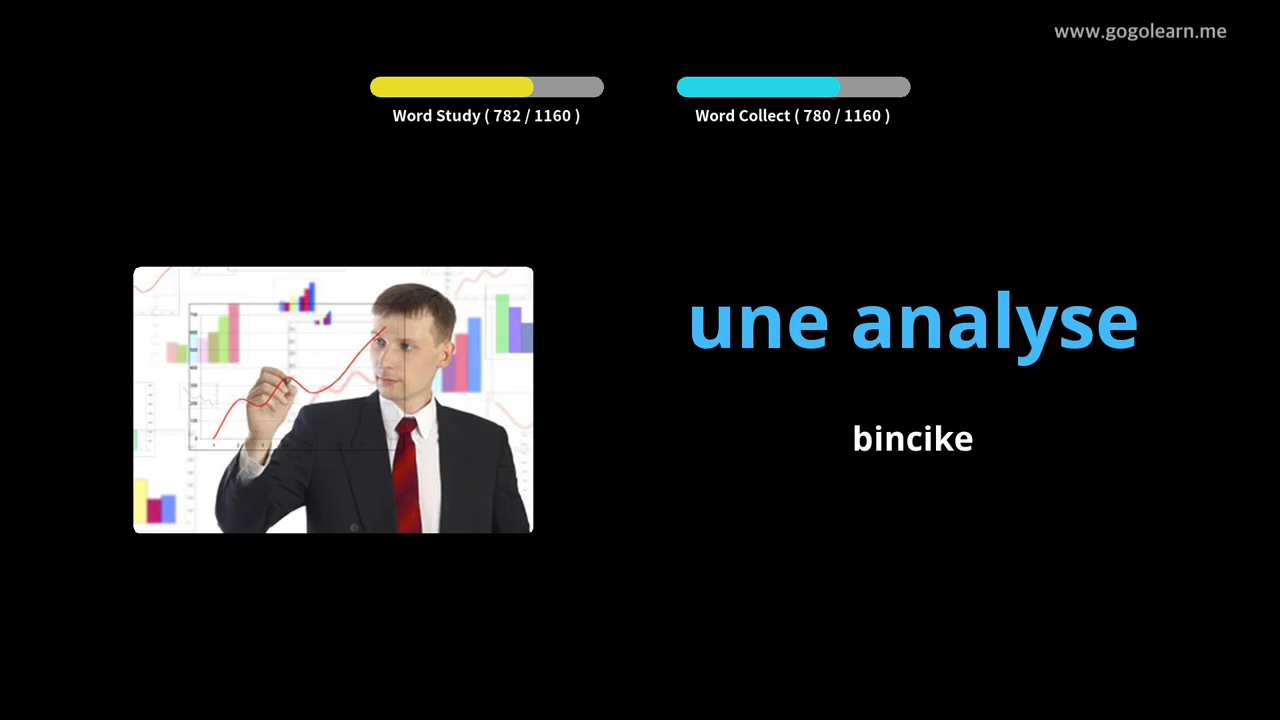 www.gogolearn.me
Word Study ( 782 / 1160 )
Word Collect ( 780 / 1160 )
une analyse
bincike